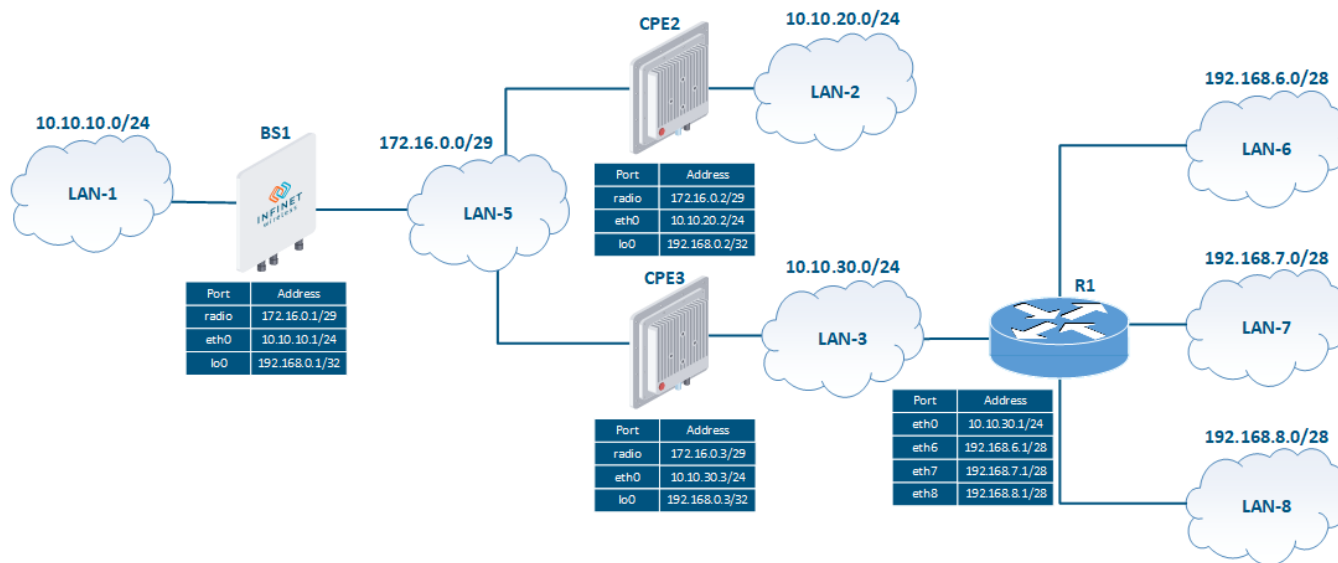 CPE2
10.10.20.0/24
LAN-2
192.168.6.0/28
LAN-6
10.10.10.0/24
LAN-1
BS1
INFINET
wireless
172.16.0.0/29
LAN-5
Port Address
radio 172.16.0.2/29
eth0 10.10.20.2/24
lo0 192.168.0.2/32
Port Address
radio 172.16.0.1/29
eth0 10.10.10.1/24
lo0 192.168.0.1/32
CPE3
10.10.30.0/24
LAN-3
R1
192.168.7.0/28
LAN-7
Port Address
radio 172.16.0.3/29
eth0 10.10.30.3/24
lo0 192.168.0.3/32
Port Address
eth0 10.10.30.1/24
eth6 192.168.6.1/28
eth7 192.168.7.1/28
eth8 192.168.8.1/28
192.168.8.0/28
LAN-8